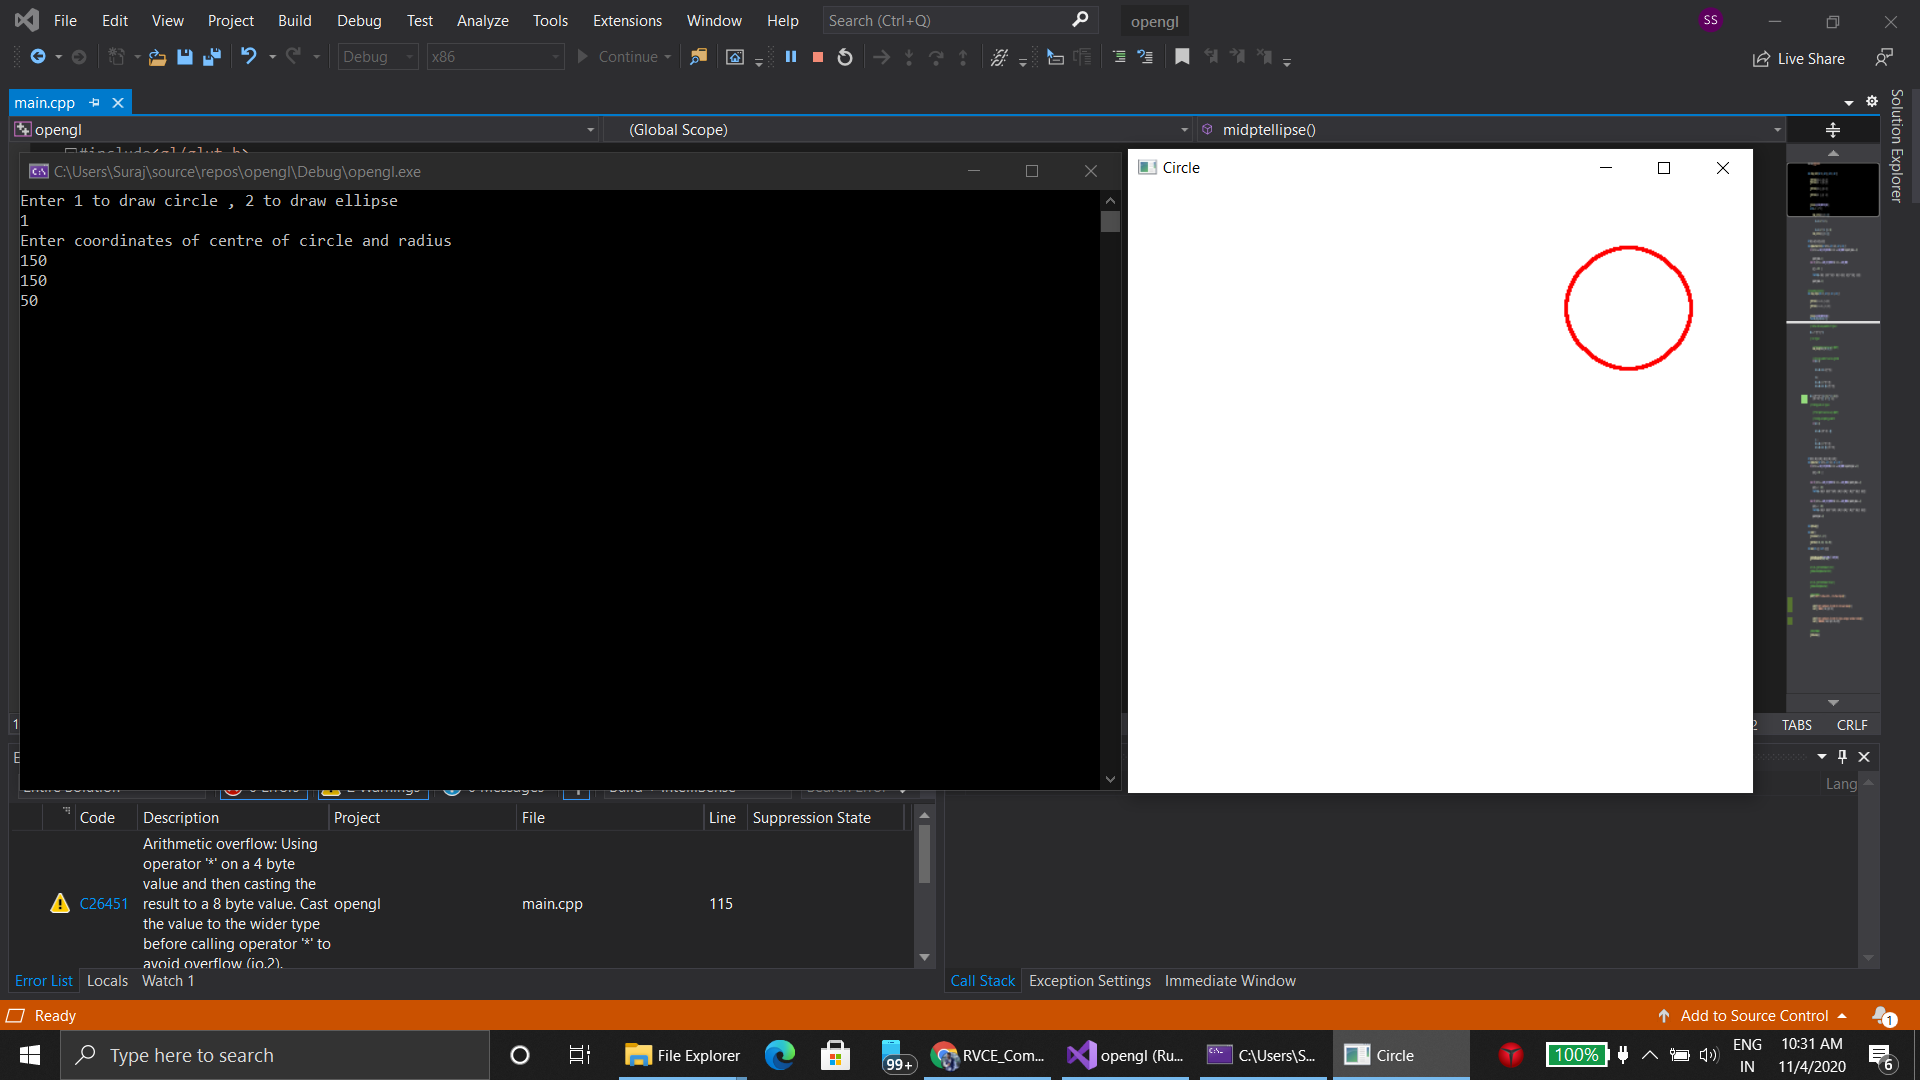 File Edit View Project Build Debug Test Analyze Tools Extensions Window Help Search (Ctrl+Q) opengl SS
Debug x86 Continue Live Share
main.cpp
opengl (Global Scope) midptellipse()
Solution Explorer
C:\Users\Suraj\source\repos\opengl\Debug\opengl.exe
Circle
Enter 1 to draw circle , 2 to draw ellipse
1
Enter coordinates of centre of circle and radius
150
150
50
TABS CRLF
Lang
Code Description Project File Line Suppression State
Arithmetic overflow: Using
operator '*' on a 4 byte
value and then casting the
C26451 result to a 8 byte value. Cast opengl main.cpp 115
the value to the wider type
before calling operator '*' to
avoid overflow (io.2).
Error List Locals Watch 1 Call Stack Exception Settings Immediate Window
Ready Add to Source Control 1
Type here to search 99+ File Explorer RVCE_Com... opengl (Ru... C:\Users\S... Circle 100% ENG 10:31 AM
IN 11/4/2020 6